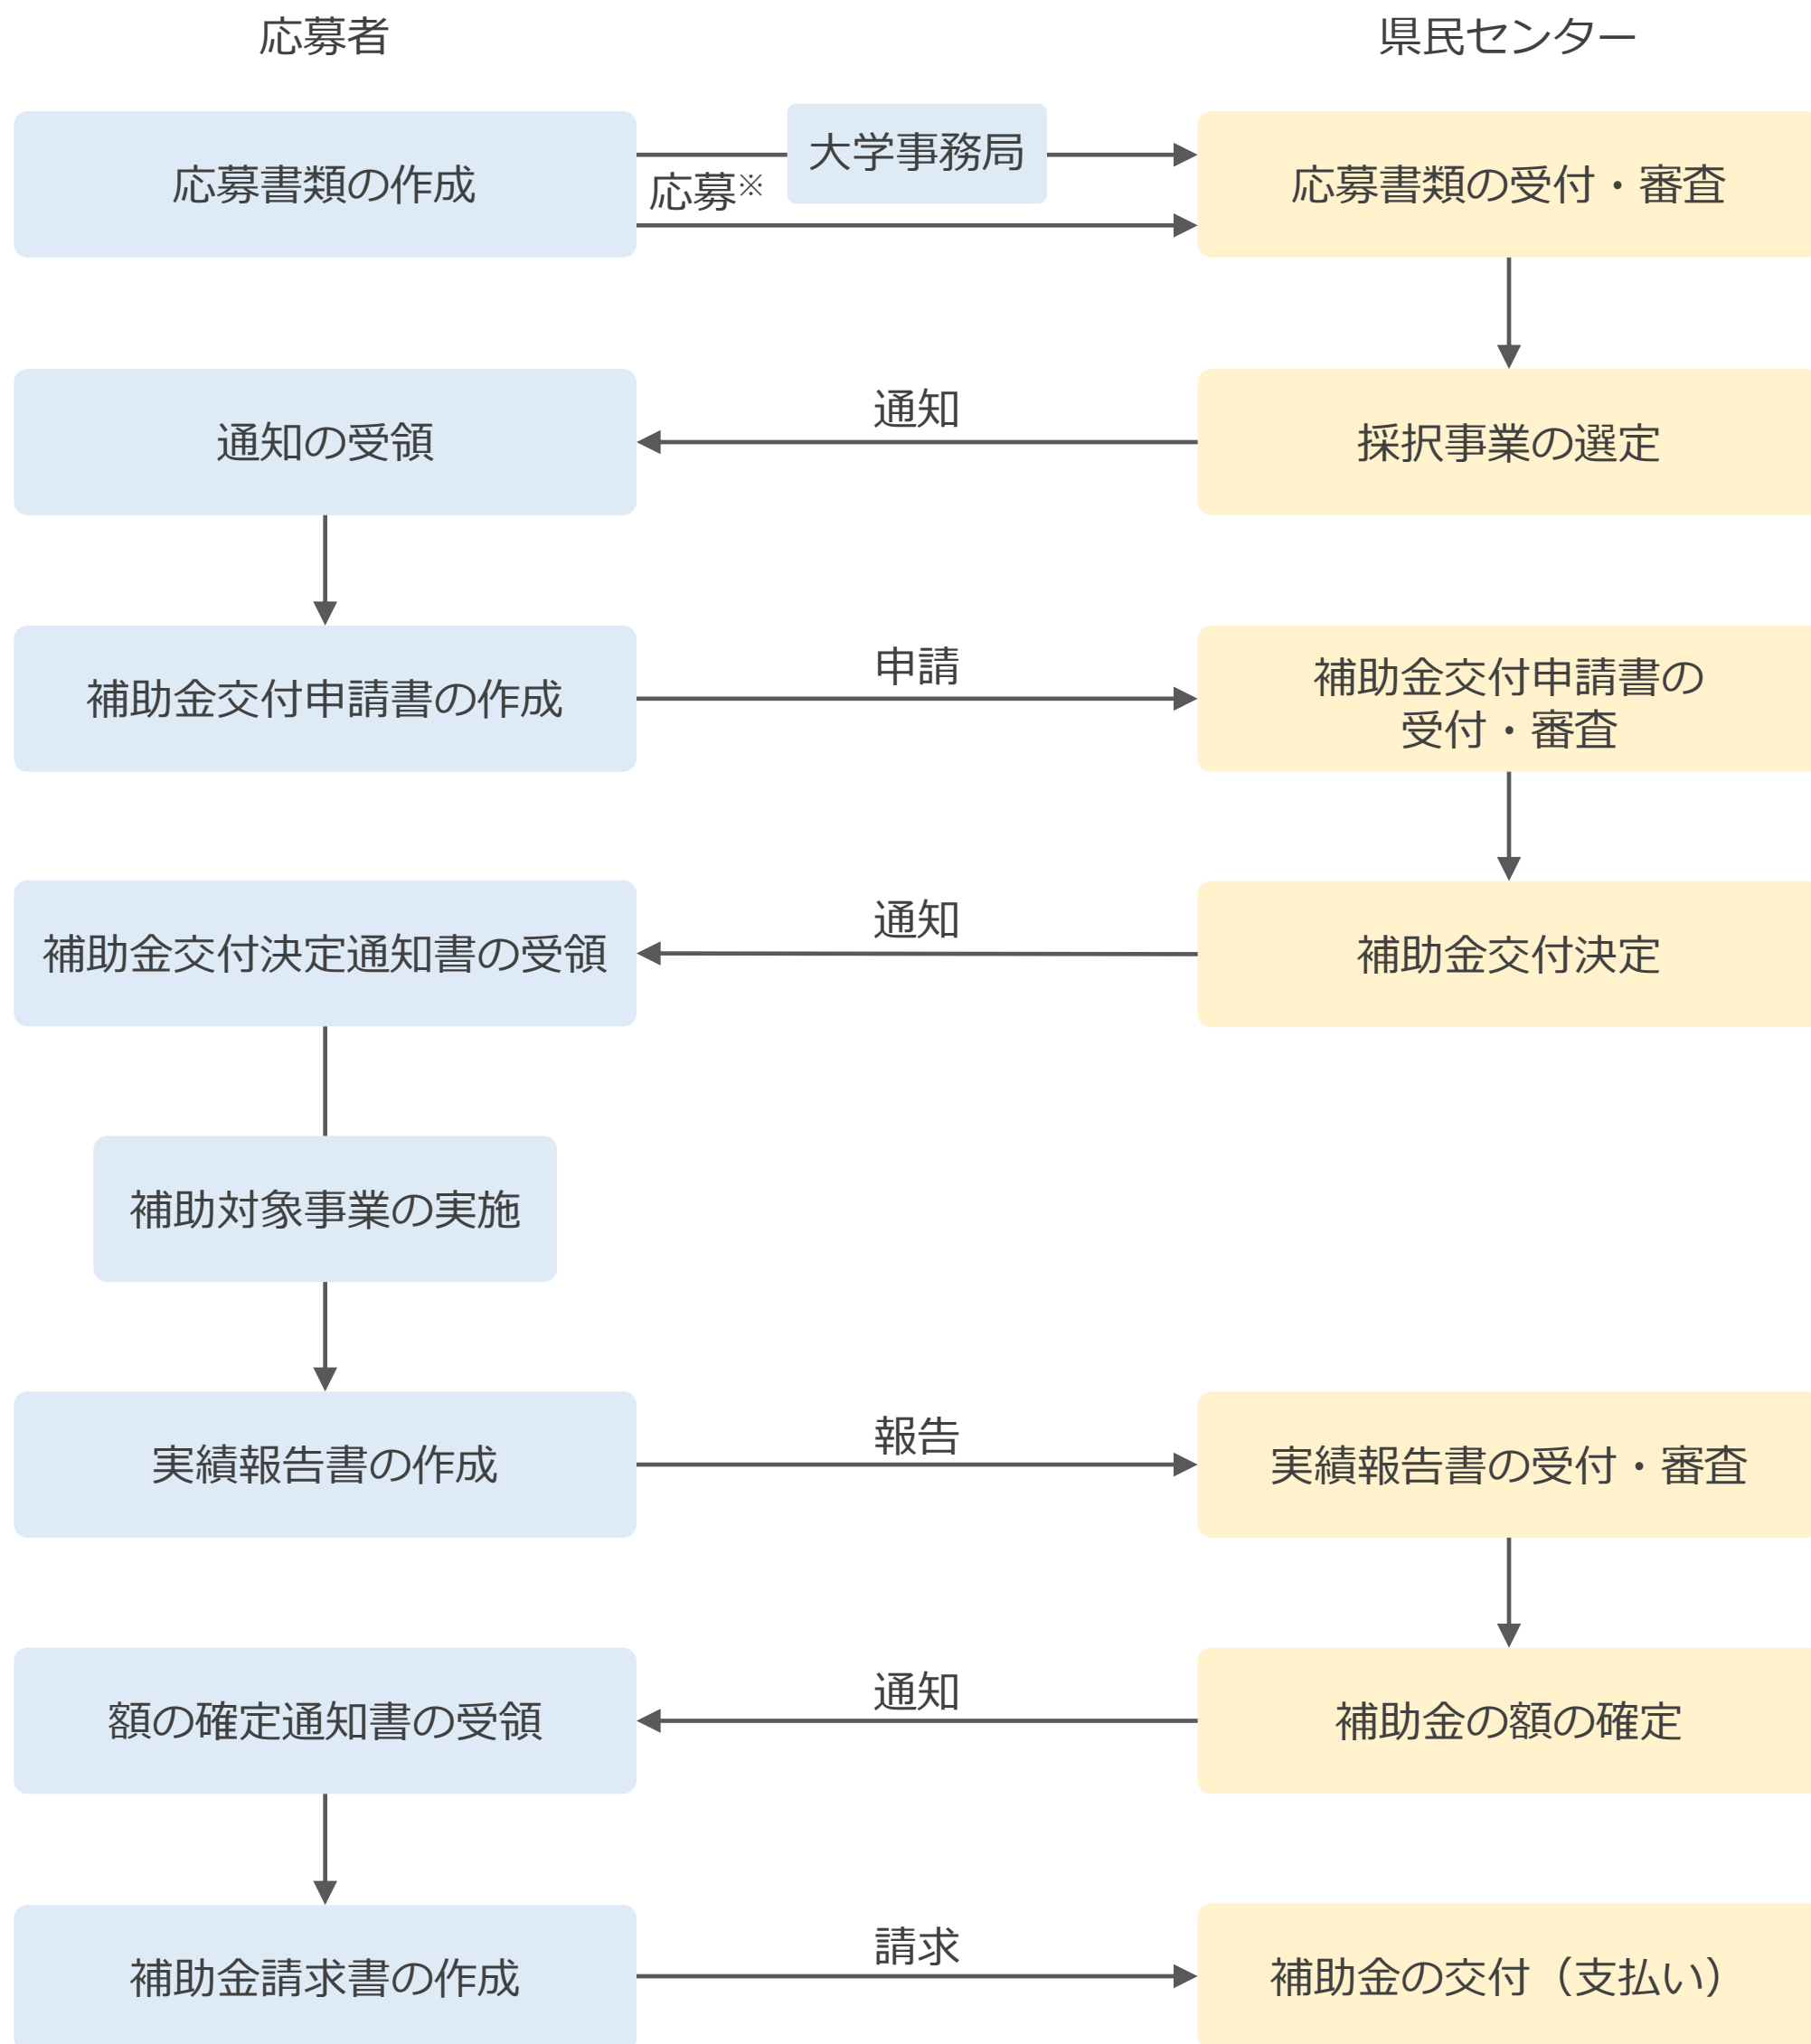 応募者
県民センター
応募書類の作成
大学事務局
応募※
応募書類の受付・審査
通知の受領
通知
採択事業の選定
補助金交付申請書の作成
申請
補助金交付申請書の
受付・審査
補助金交付決定通知書の受領
通知
補助金交付決定
補助対象事業の実施
実績報告書の作成
報告
実績報告書の受付・審査
額の確定通知書の受領
通知
補助金の額の確定
補助金請求書の作成
請求
補助金の交付（支払い）